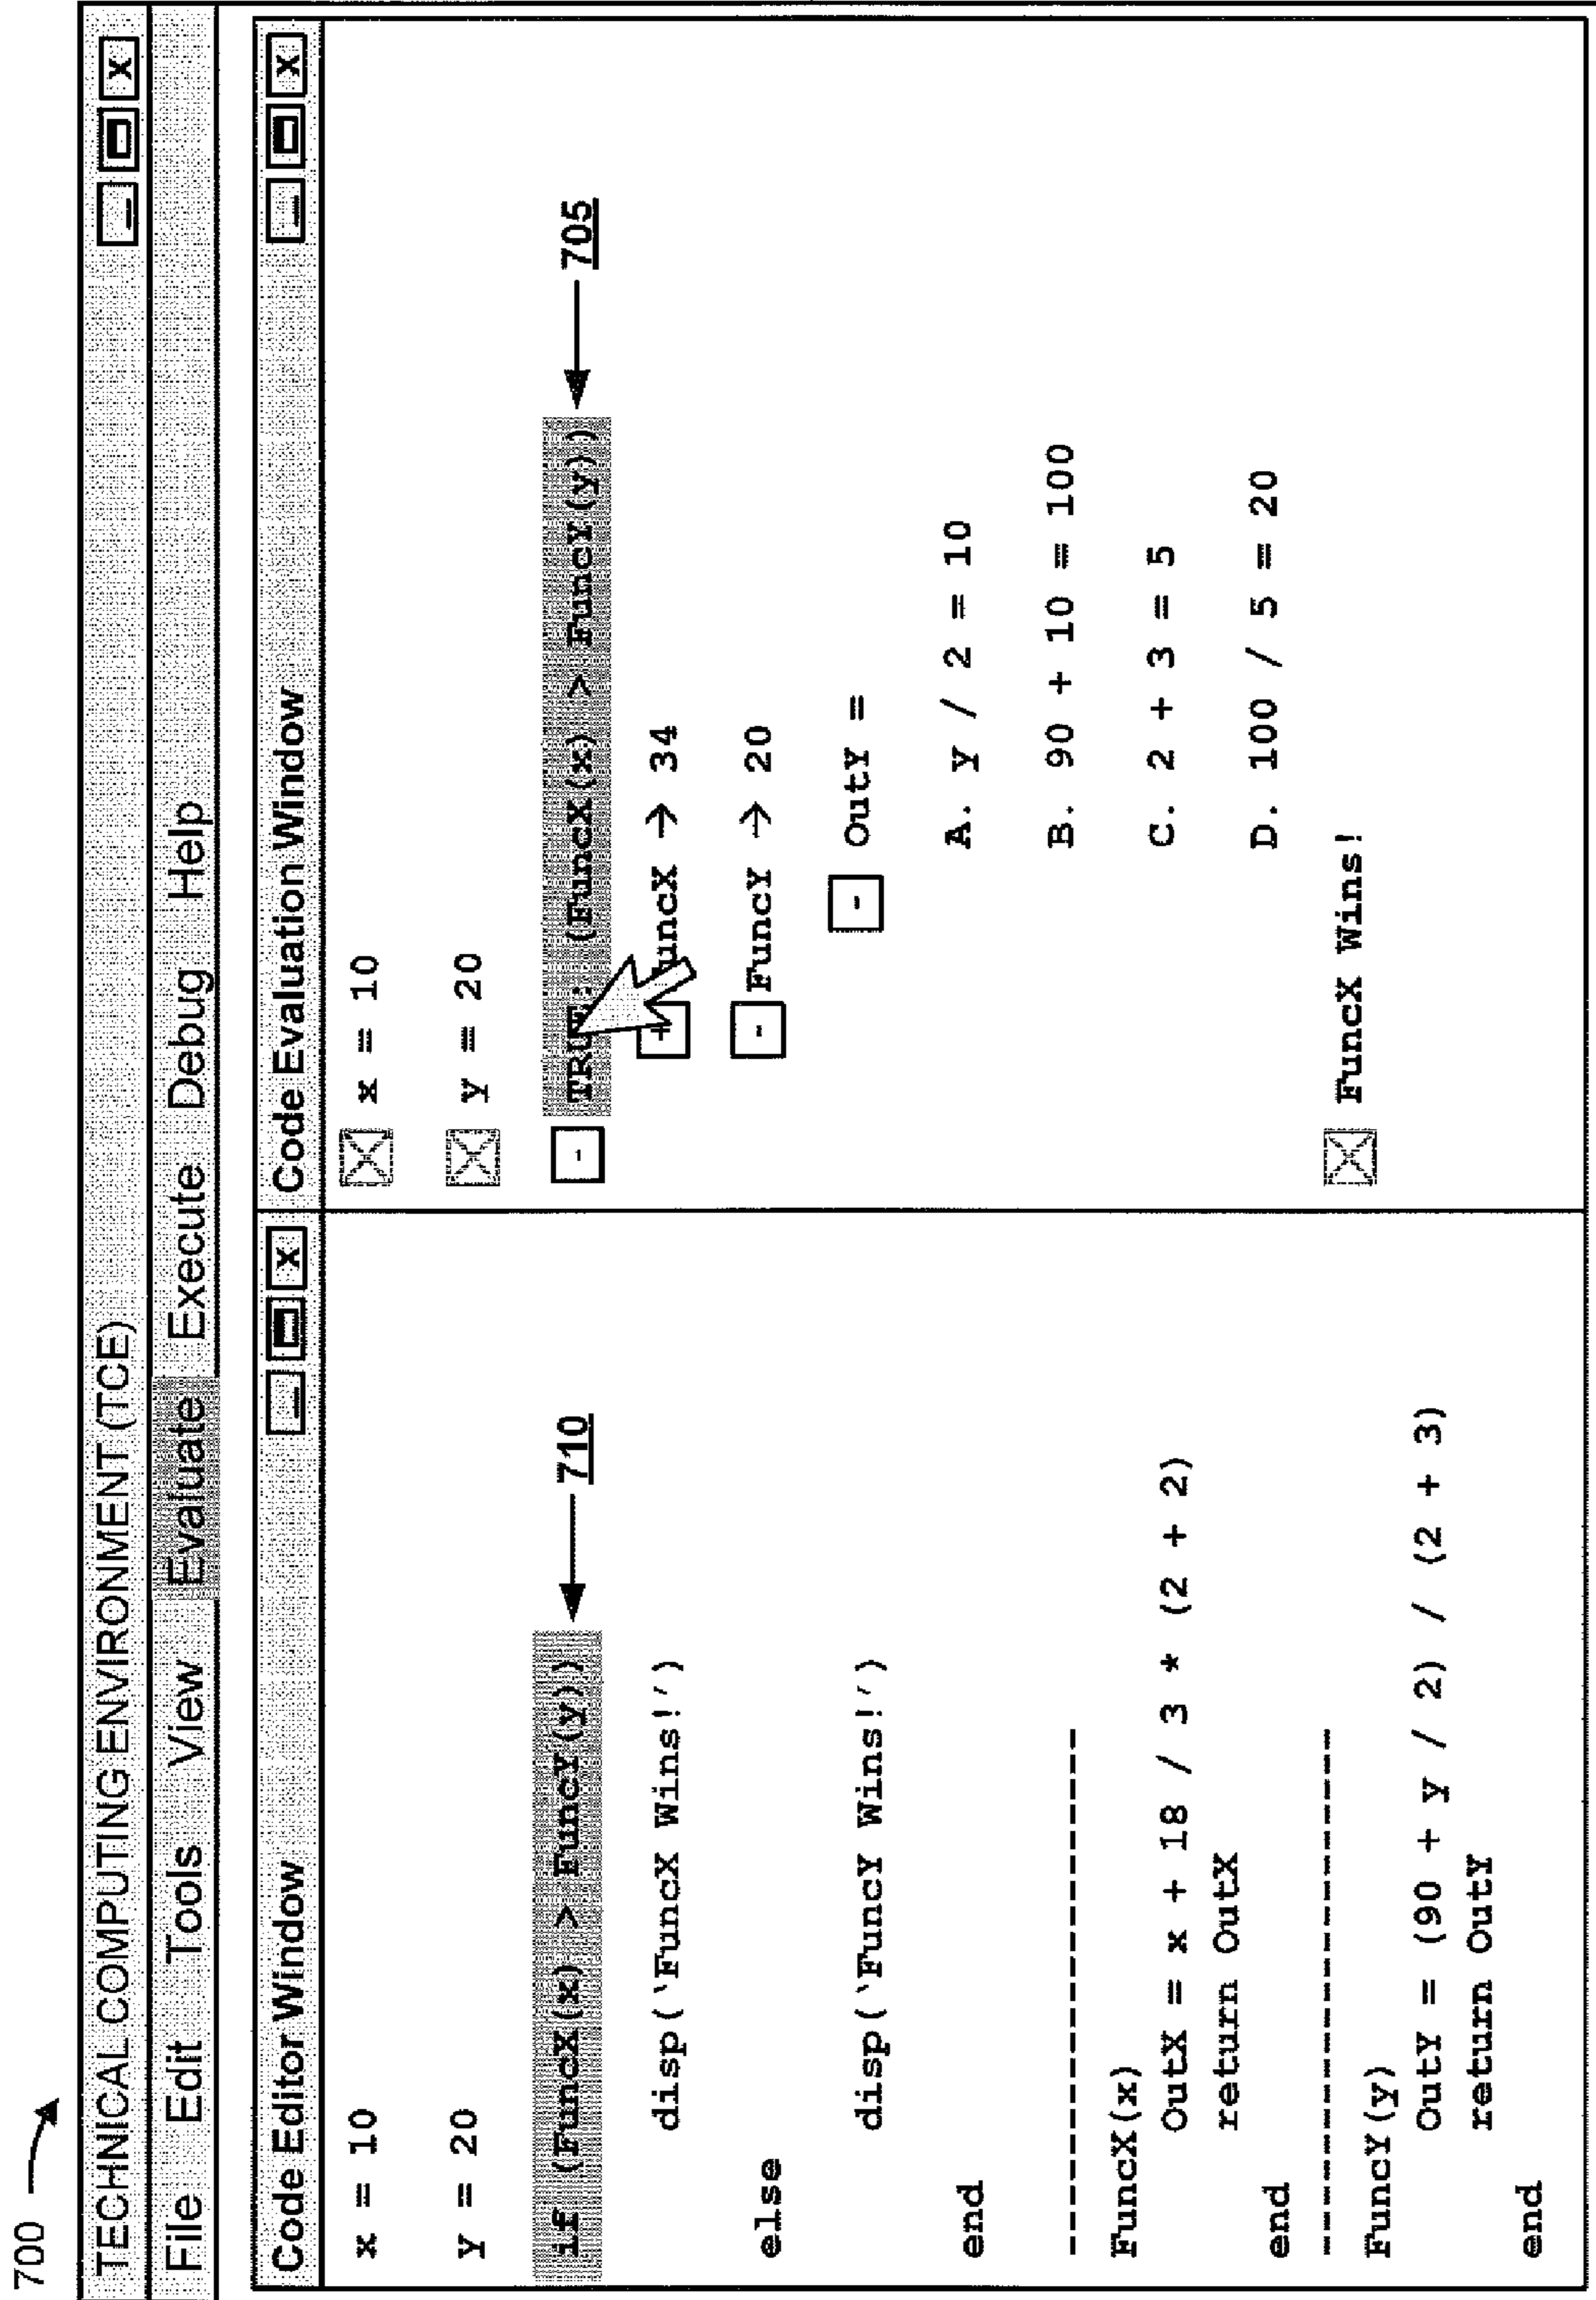 700
TECHNICAL COMPUTING ENVIRONMENT (TCE)
_ X
File Edit Tools View Evaluate Execute Debug Help
Code Editor Window _ X
x = 10
y = 20
if (FuncX(x) > FuncY(y)) 710
disp(‵FuncX Wins!′)
else
disp(‵FuncY Wins!′)
end
------------------
FuncX(x)
OutX = x + 18 / 3 * (2 + 2)
return OutX
end
------------------
FuncY(y)
OutY = (90 + y / 2) / (2 + 3)
return OutY
end
Code Evaluation Window _ X
x = 10
y = 20
- TRUE: (FuncX(x) > FuncY(y)) 705
+ FuncX → 34
- FuncY → 20
- OutY =
A. y / 2 = 10
B. 90 + 10 = 100
C. 2 + 3 = 5
D. 100 / 5 = 20
FuncX Wins!